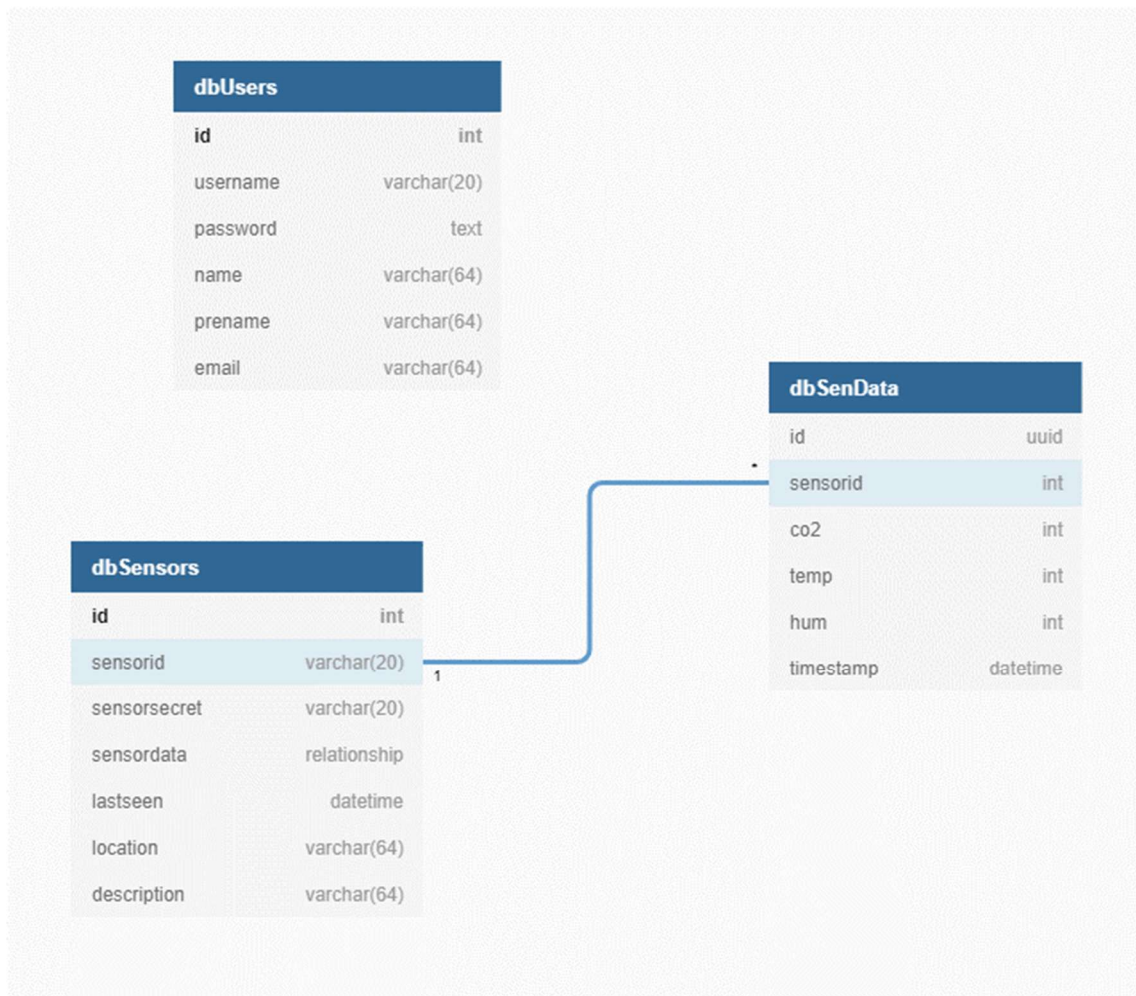 dbUsers
id int
username varchar(20)
password text
name varchar(64)
prename varchar(64)
email varchar(64)
dbSenData
id uuid
* sensorid int
co2 int
temp int
hum int
timestamp datetime
dbSensors
id int
sensorid varchar(20) 1
sensorsecret varchar(20)
sensordata relationship
lastseen datetime
location varchar(64)
description varchar(64)